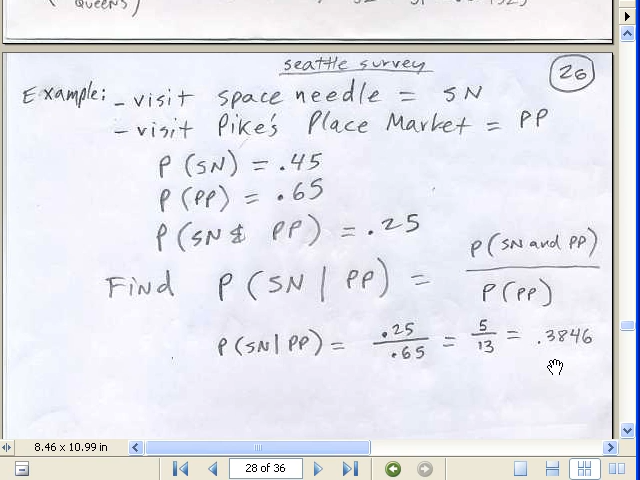 Queens)
seattle survey
26
Example: - visit space needle = SN
- visit Pike's Place Market = PP
P (SN) = .45
P (PP) = .65
P (SN & PP) = .25
Find P (SN | PP) = P(SN and PP) / P(PP)
P(SN|PP) = .25 / .65 = 5/13 = .3846
8.46 x 10.99 in
28 of 36